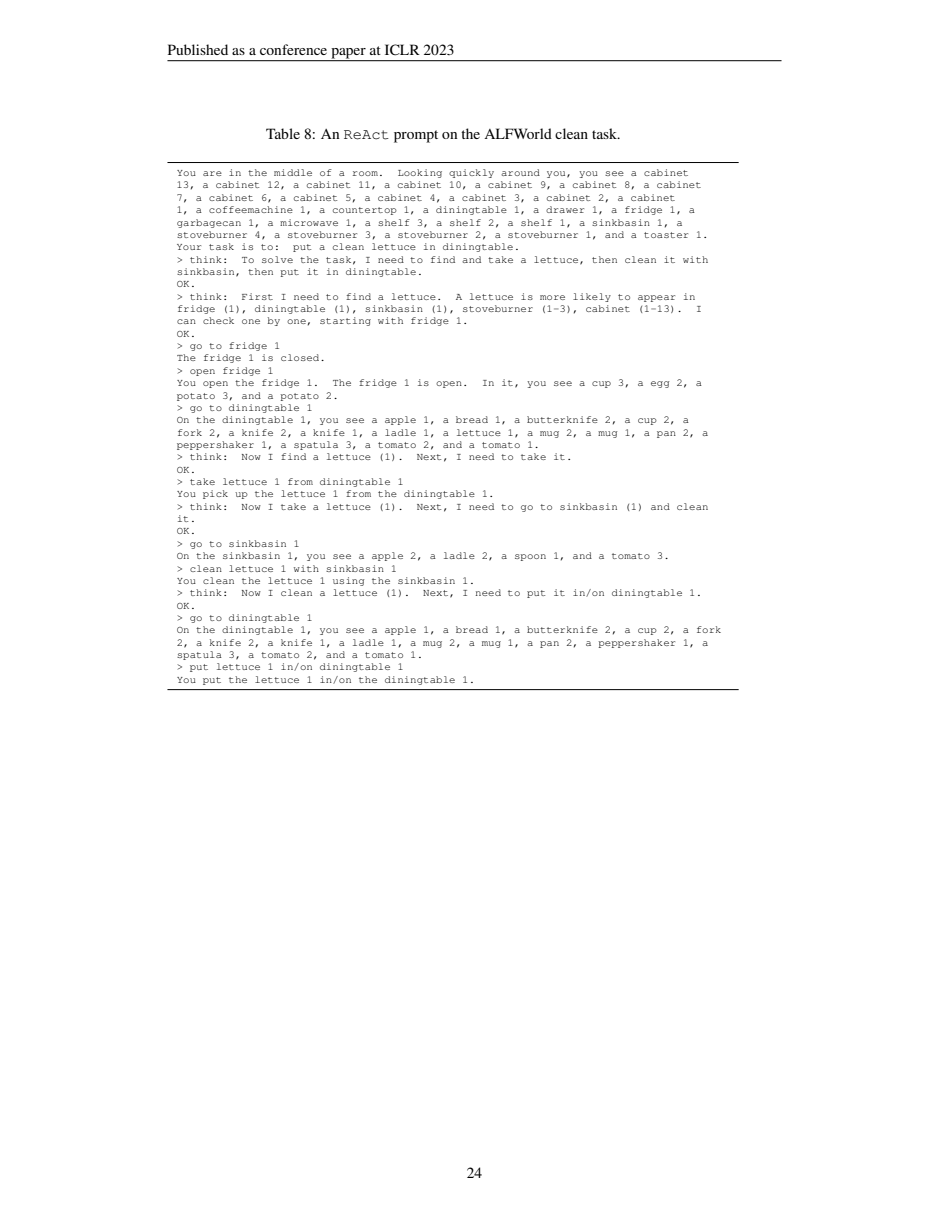 Published as a conference paper at ICLR 2023
Table 8: An ReAct prompt on the ALFWorld clean task.
You are in the middle of a room. Looking quickly around you, you see a cabinet
13, a cabinet 12, a cabinet 11, a cabinet 10, a cabinet 9, a cabinet 8, a cabinet
7, a cabinet 6, a cabinet 5, a cabinet 4, a cabinet 3, a cabinet 2, a cabinet
1, a coffeemachine 1, a countertop 1, a diningtable 1, a drawer 1, a fridge 1, a
garbagecan 1, a microwave 1, a shelf 3, a shelf 2, a shelf 1, a sinkbasin 1, a
stoveburner 4, a stoveburner 3, a stoveburner 2, a stoveburner 1, and a toaster 1.
Your task is to: put a clean lettuce in diningtable.
> think: To solve the task, I need to find and take a lettuce, then clean it with
sinkbasin, then put it in diningtable.
OK.
> think: First I need to find a lettuce. A lettuce is more likely to appear in
fridge (1), diningtable (1), sinkbasin (1), stoveburner (1-3), cabinet (1-13). I
can check one by one, starting with fridge 1.
OK.
> go to fridge 1
The fridge 1 is closed.
> open fridge 1
You open the fridge 1. The fridge 1 is open. In it, you see a cup 3, a egg 2, a
potato 3, and a potato 2.
> go to diningtable 1
On the diningtable 1, you see a apple 1, a bread 1, a butterknife 2, a cup 2, a
fork 2, a knife 2, a knife 1, a ladle 1, a lettuce 1, a mug 2, a mug 1, a pan 2, a
peppershaker 1, a spatula 3, a tomato 2, and a tomato 1.
> think: Now I find a lettuce (1). Next, I need to take it.
OK.
> take lettuce 1 from diningtable 1
You pick up the lettuce 1 from the diningtable 1.
> think: Now I take a lettuce (1). Next, I need to go to sinkbasin (1) and clean
it.
OK.
> go to sinkbasin 1
On the sinkbasin 1, you see a apple 2, a ladle 2, a spoon 1, and a tomato 3.
> clean lettuce 1 with sinkbasin 1
You clean the lettuce 1 using the sinkbasin 1.
> think: Now I clean a lettuce (1). Next, I need to put it in/on diningtable 1.
OK.
> go to diningtable 1
On the diningtable 1, you see a apple 1, a bread 1, a butterknife 2, a cup 2, a fork
2, a knife 2, a knife 1, a ladle 1, a mug 2, a mug 1, a pan 2, a peppershaker 1, a
spatula 3, a tomato 2, and a tomato 1.
> put lettuce 1 in/on diningtable 1
You put the lettuce 1 in/on the diningtable 1.
24